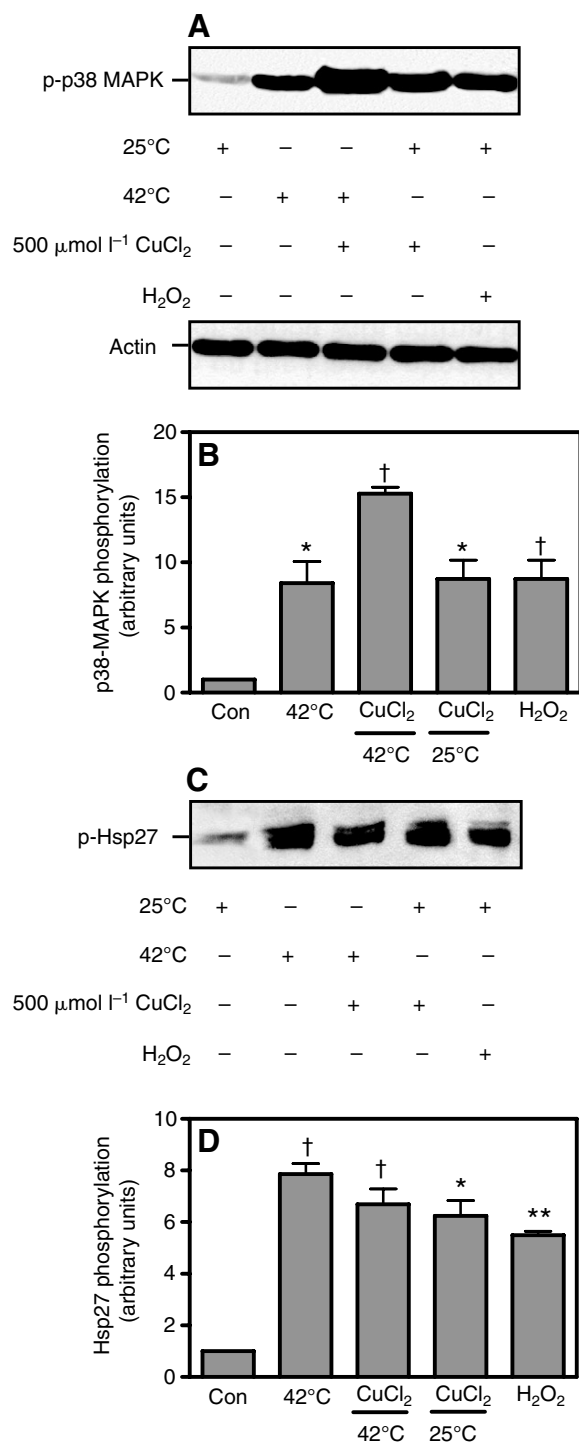 A
p-p38 MAPK
25°C + – – + +
42°C – + + – –
500 μmol l⁻¹ CuCl₂ – – + + –
H₂O₂ – – – – +
Actin
B
p38-MAPK phosphorylation
(arbitrary units)
20
15
10
5
0
* † * †
Con 42°C CuCl₂ CuCl₂ H₂O₂
42°C 25°C
C
p-Hsp27
25°C + – – + +
42°C – + + – –
500 μmol l⁻¹ CuCl₂ – – + + –
H₂O₂ – – – – +
D
Hsp27 phosphorylation
(arbitrary units)
10
8
6
4
2
0
† † * **
Con 42°C CuCl₂ CuCl₂ H₂O₂
42°C 25°C